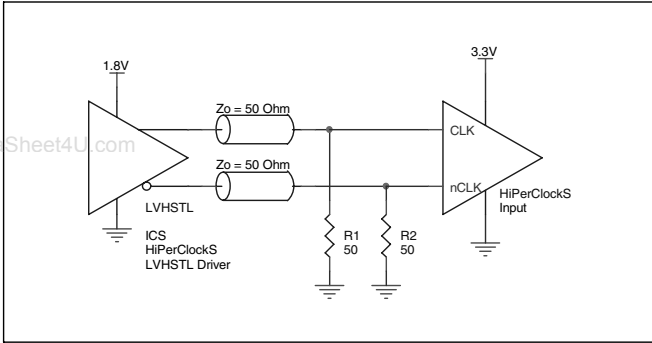 1.8V
3.3V
Zo = 50 Ohm
CLK
aSheet4U.com
Zo = 50 Ohm
nCLK
HiPerClockS
Input
LVHSTL
ICS
HiPerClockS
LVHSTL Driver
R1
50
R2
50